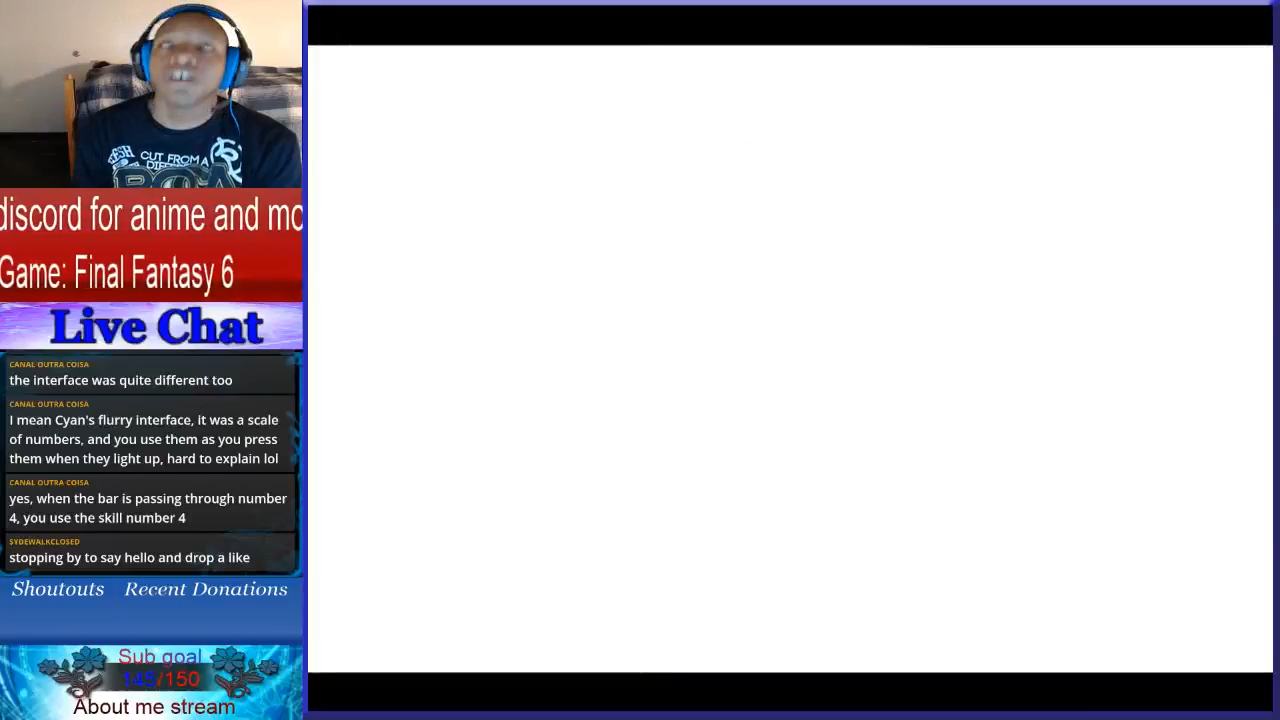 CUT FROM A
discord for anime and mo
Game: Final Fantasy 6
Live Chat
CANAL OUTRA COISA
the interface was quite different too
CANAL OUTRA COISA
I mean Cyan's flurry interface, it was a scale
of numbers, and you use them as you press
them when they light up, hard to explain lol
CANAL OUTRA COISA
yes, when the bar is passing through number
4, you use the skill number 4
SYDEWALKCLOSED
stopping by to say hello and drop a like
Shoutouts Recent Donations
Sub goal
145/150
About me stream